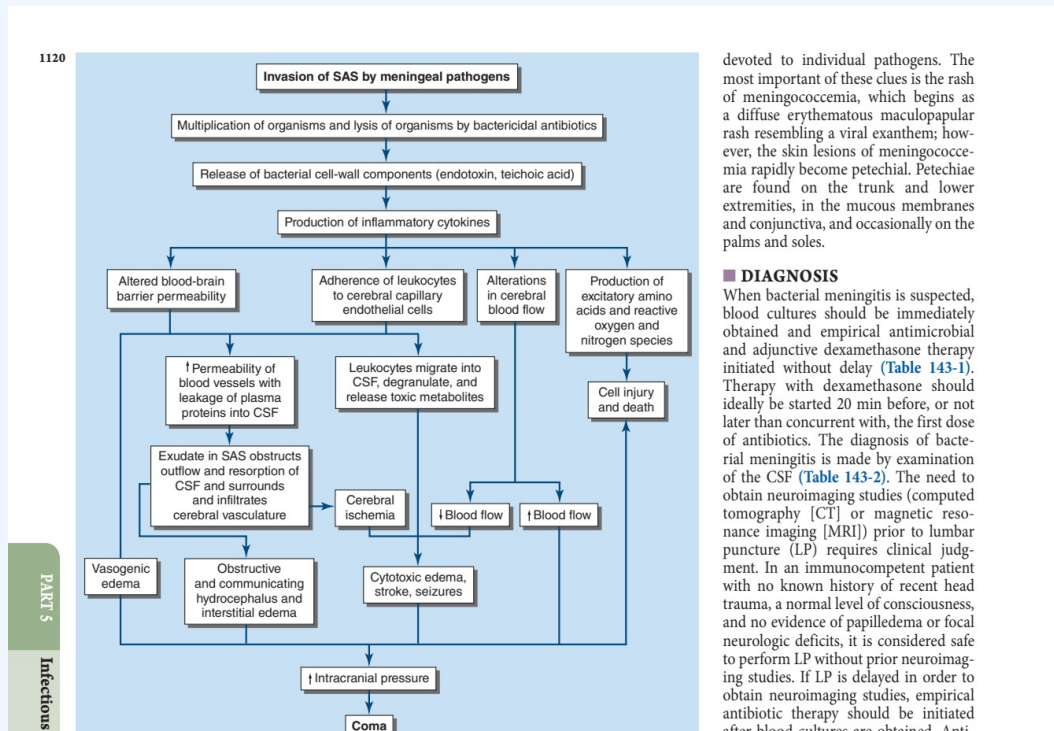 1120
Invasion of SAS by meningeal pathogens
Multiplication of organisms and lysis of organisms by bactericidal antibiotics
Release of bacterial cell-wall components (endotoxin, teichoic acid)
Production of inflammatory cytokines
Altered blood-brain
barrier permeability
Adherence of leukocytes
to cerebral capillary
endothelial cells
Alterations
in cerebral
blood flow
Production of
excitatory amino
acids and reactive
oxygen and
nitrogen species
↑Permeability of
blood vessels with
leakage of plasma
proteins into CSF
Leukocytes migrate into
CSF, degranulate, and
release toxic metabolites
Cell injury
and death
Exudate in SAS obstructs
outflow and resorption of
CSF and surrounds
and infiltrates
cerebral vasculature
Cerebral
ischemia
↓Blood flow
↑Blood flow
Vasogenic
edema
Obstructive
and communicating
hydrocephalus and
interstitial edema
Cytotoxic edema,
stroke, seizures
↑Intracranial pressure
Coma
PART 5
Infectious
devoted to individual pathogens. The
most important of these clues is the rash
of meningococcemia, which begins as
a diffuse erythematous maculopapular
rash resembling a viral exanthem; how-
ever, the skin lesions of meningococce-
mia rapidly become petechial. Petechiae
are found on the trunk and lower
extremities, in the mucous membranes
and conjunctiva, and occasionally on the
palms and soles.
■ DIAGNOSIS
When bacterial meningitis is suspected,
blood cultures should be immediately
obtained and empirical antimicrobial
and adjunctive dexamethasone therapy
initiated without delay (Table 143-1).
Therapy with dexamethasone should
ideally be started 20 min before, or not
later than concurrent with, the first dose
of antibiotics. The diagnosis of bacte-
rial meningitis is made by examination
of the CSF (Table 143-2). The need to
obtain neuroimaging studies (computed
tomography [CT] or magnetic reso-
nance imaging [MRI]) prior to lumbar
puncture (LP) requires clinical judg-
ment. In an immunocompetent patient
with no known history of recent head
trauma, a normal level of consciousness,
and no evidence of papilledema or focal
neurologic deficits, it is considered safe
to perform LP without prior neuroimag-
ing studies. If LP is delayed in order to
obtain neuroimaging studies, empirical
antibiotic therapy should be initiated
after blood cultures are obtained. Anti-